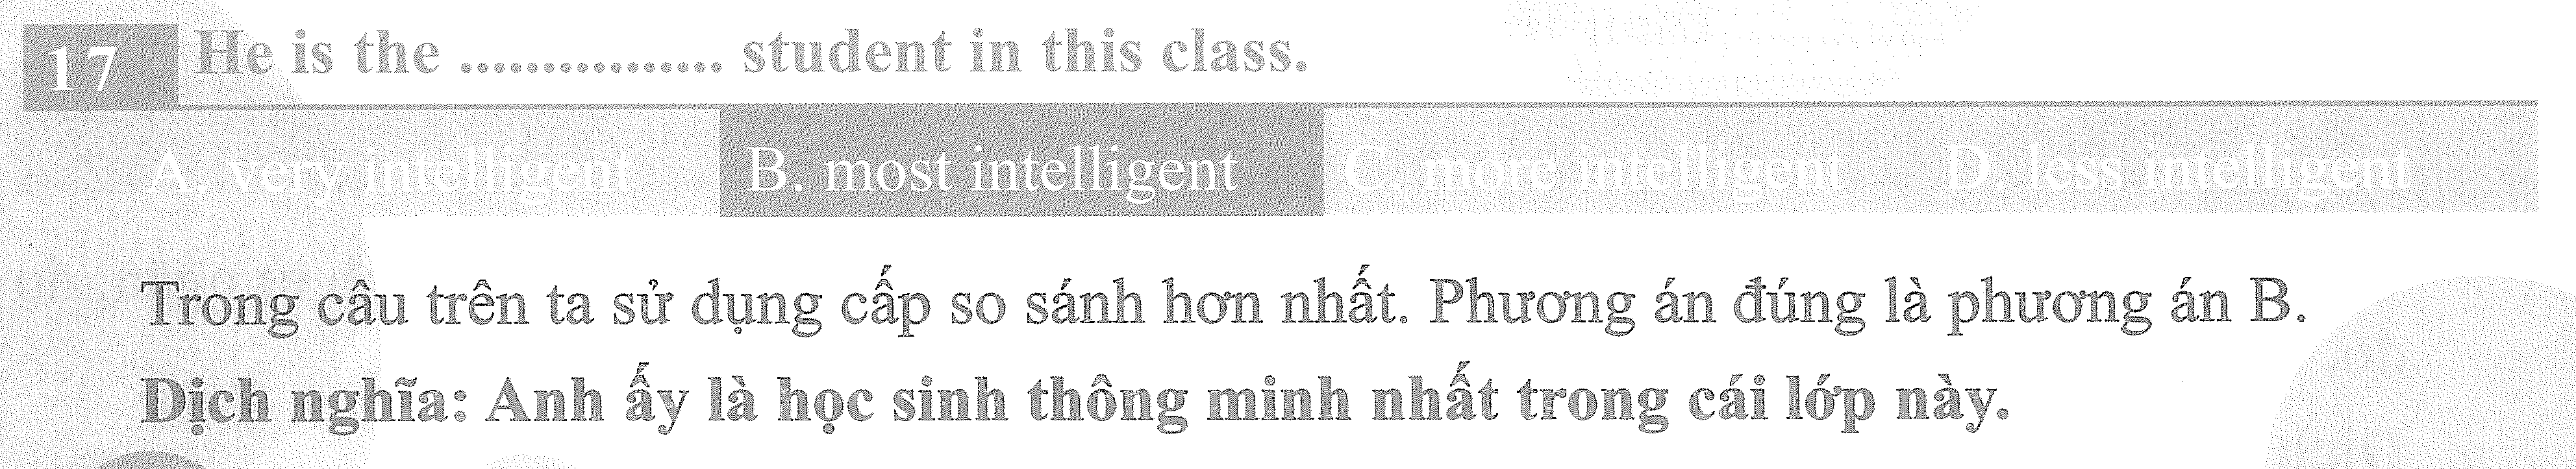 17 He is the ................ student in this class.
A. very intelligent B. most intelligent C. more intelligent D. less intelligent
Trong câu trên ta sử dụng cấp so sánh hơn nhất. Phương án đúng là phương án B.
Dịch nghĩa: Anh ấy là học sinh thông minh nhất trong cái lớp này.